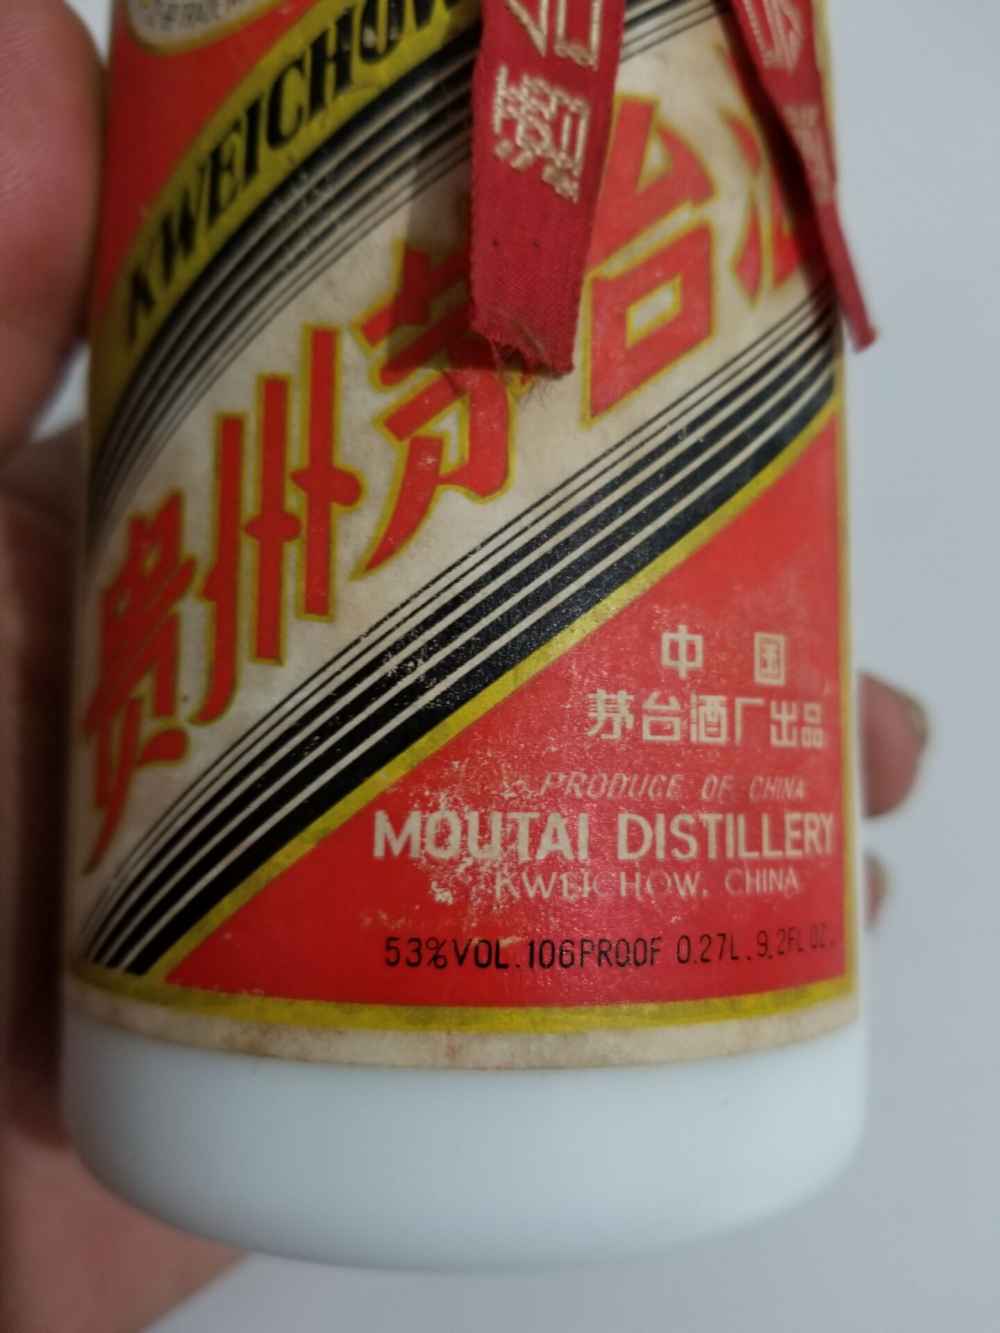 KWEICHOW
贵州茅台酒
中国
茅台酒厂出品
PRODUCE OF CHINA
MOUTAI DISTILLERY
KWEICHOW, CHINA
53%VOL. 106PROOF 0.27L. 9.2FL OZ.